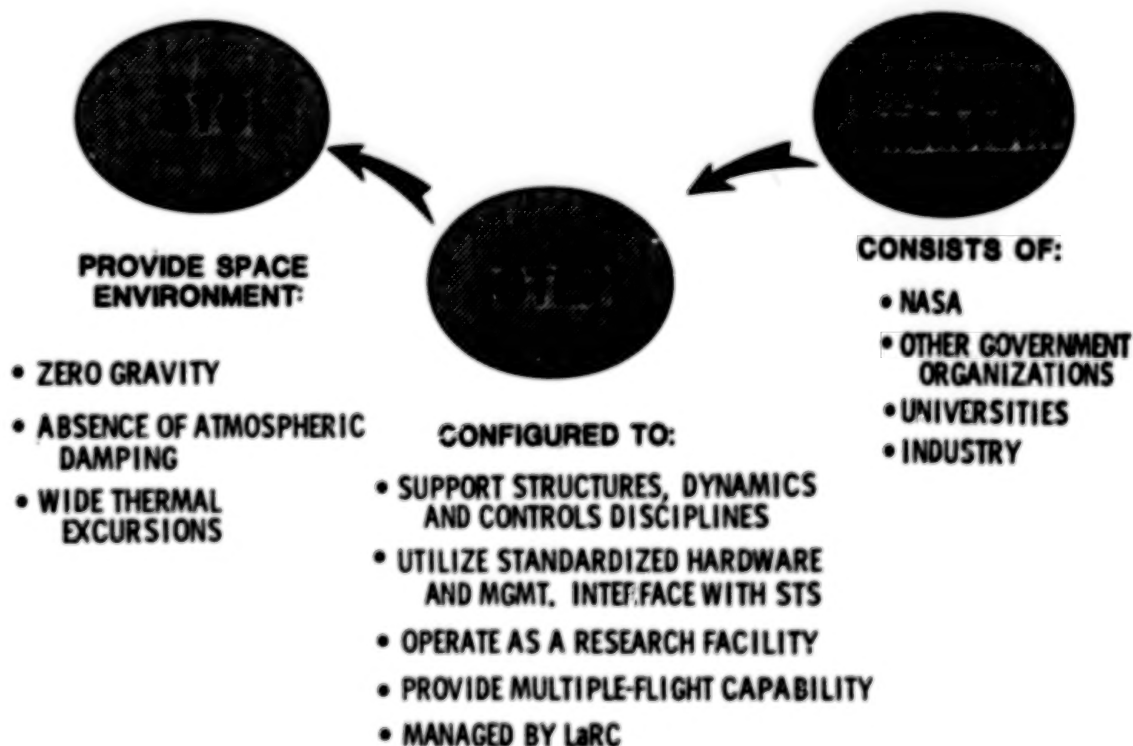 PROVIDE SPACE
ENVIRONMENT:
• ZERO GRAVITY
• ABSENCE OF ATMOSPHERIC
DAMPING
• WIDE THERMAL
EXCURSIONS
CONFIGURED TO:
• SUPPORT STRUCTURES, DYNAMICS
AND CONTROLS DISCIPLINES
• UTILIZE STANDARDIZED HARDWARE
AND MGMT. INTERFACE WITH STS
• OPERATE AS A RESEARCH FACILITY
• PROVIDE MULTIPLE-FLIGHT CAPABILITY
• MANAGED BY LaRC
CONSISTS OF:
• NASA
• OTHER GOVERNMENT
ORGANIZATIONS
• UNIVERSITIES
• INDUSTRY